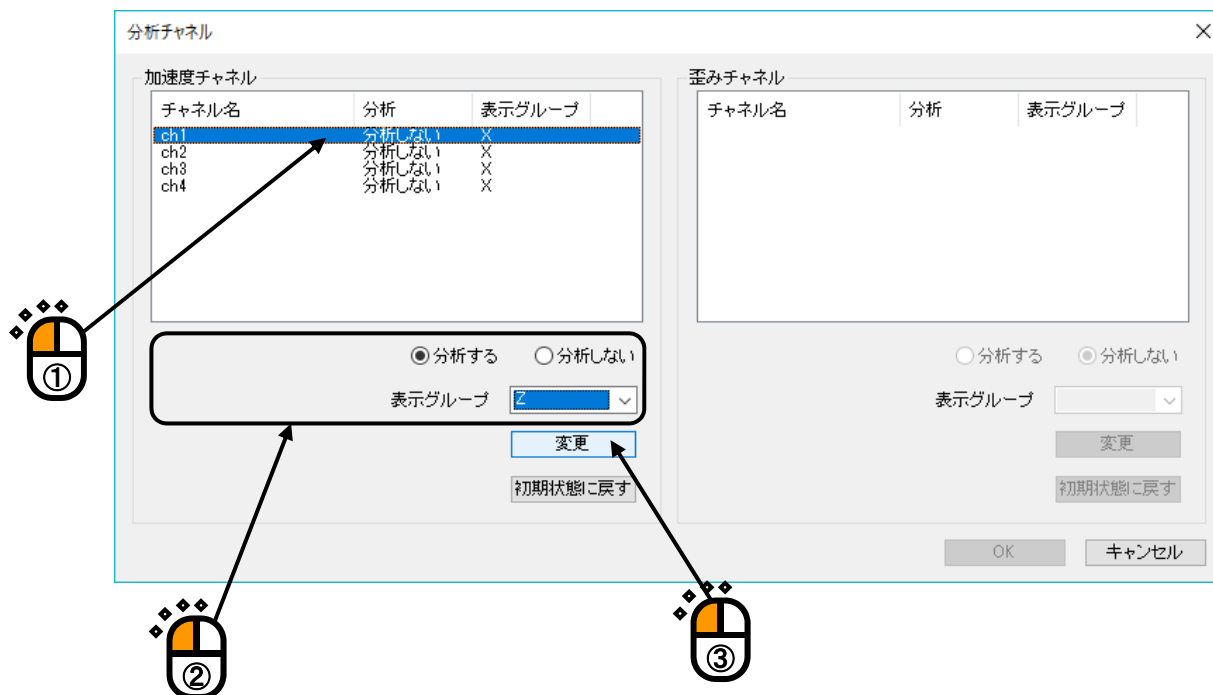 分析チャネル
加速度チャネル
チャネル名 分析 表示グループ
ch1 分析しない X
ch2 分析しない X
ch3 分析しない X
ch4 分析しない X
分析する 分析しない
表示グループ Z
変更
初期状態に戻す
歪みチャネル
チャネル名 分析 表示グループ
分析する 分析しない
表示グループ
変更
初期状態に戻す
OK キャンセル
①
②
③